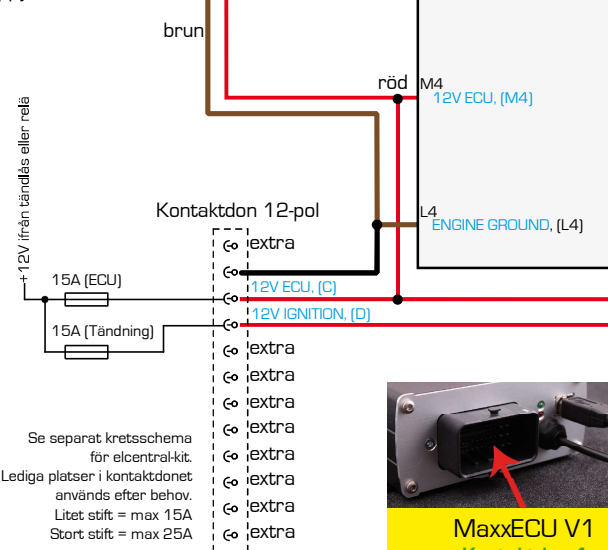 brun
röd
M4
12V ECU, (M4)
+12V ifrån tändlås eller relä
L4
ENGINE GROUND, (L4)
Kontaktdon 12-pol
extra
15A (ECU)
12V ECU, (C)
12V IGNITION, (D)
15A (Tändning)
extra
extra
extra
extra
extra
extra
extra
extra
Se separat kretsschema
för elcentral-kit.
Lediga platser i kontaktdonet
används efter behov.
Litet stift = max 15A
Stort stift = max 25A
MaxxECU V1